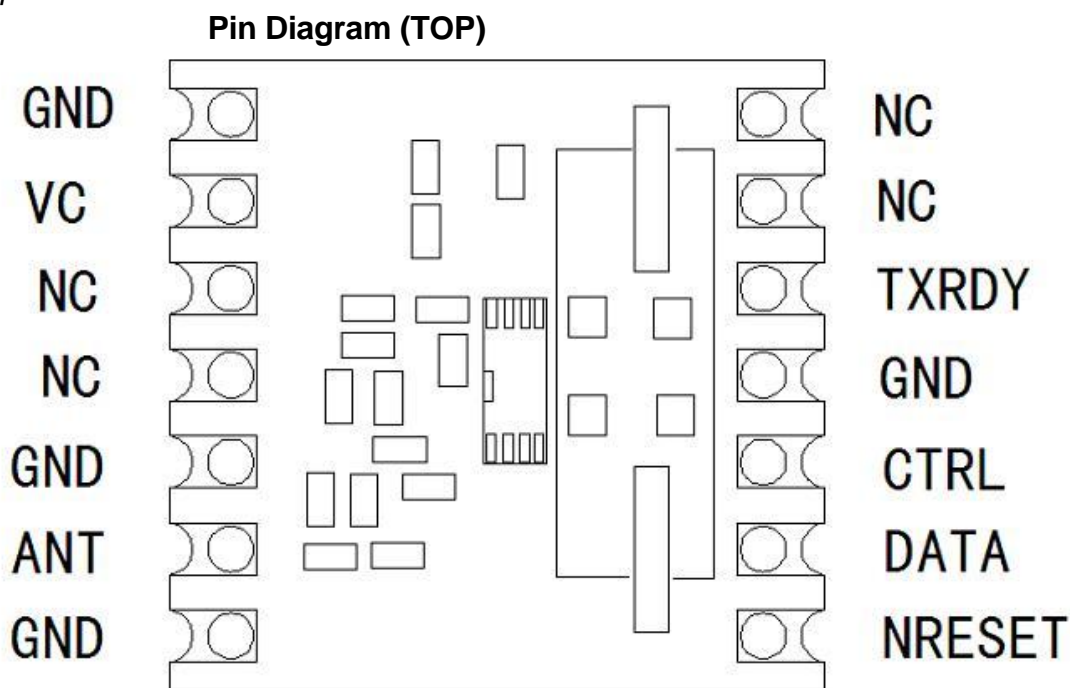 Pin Diagram (TOP)
GND NC
VC NC
NC TXRDY
NC GND
GND CTRL
ANT DATA
GND NRESET